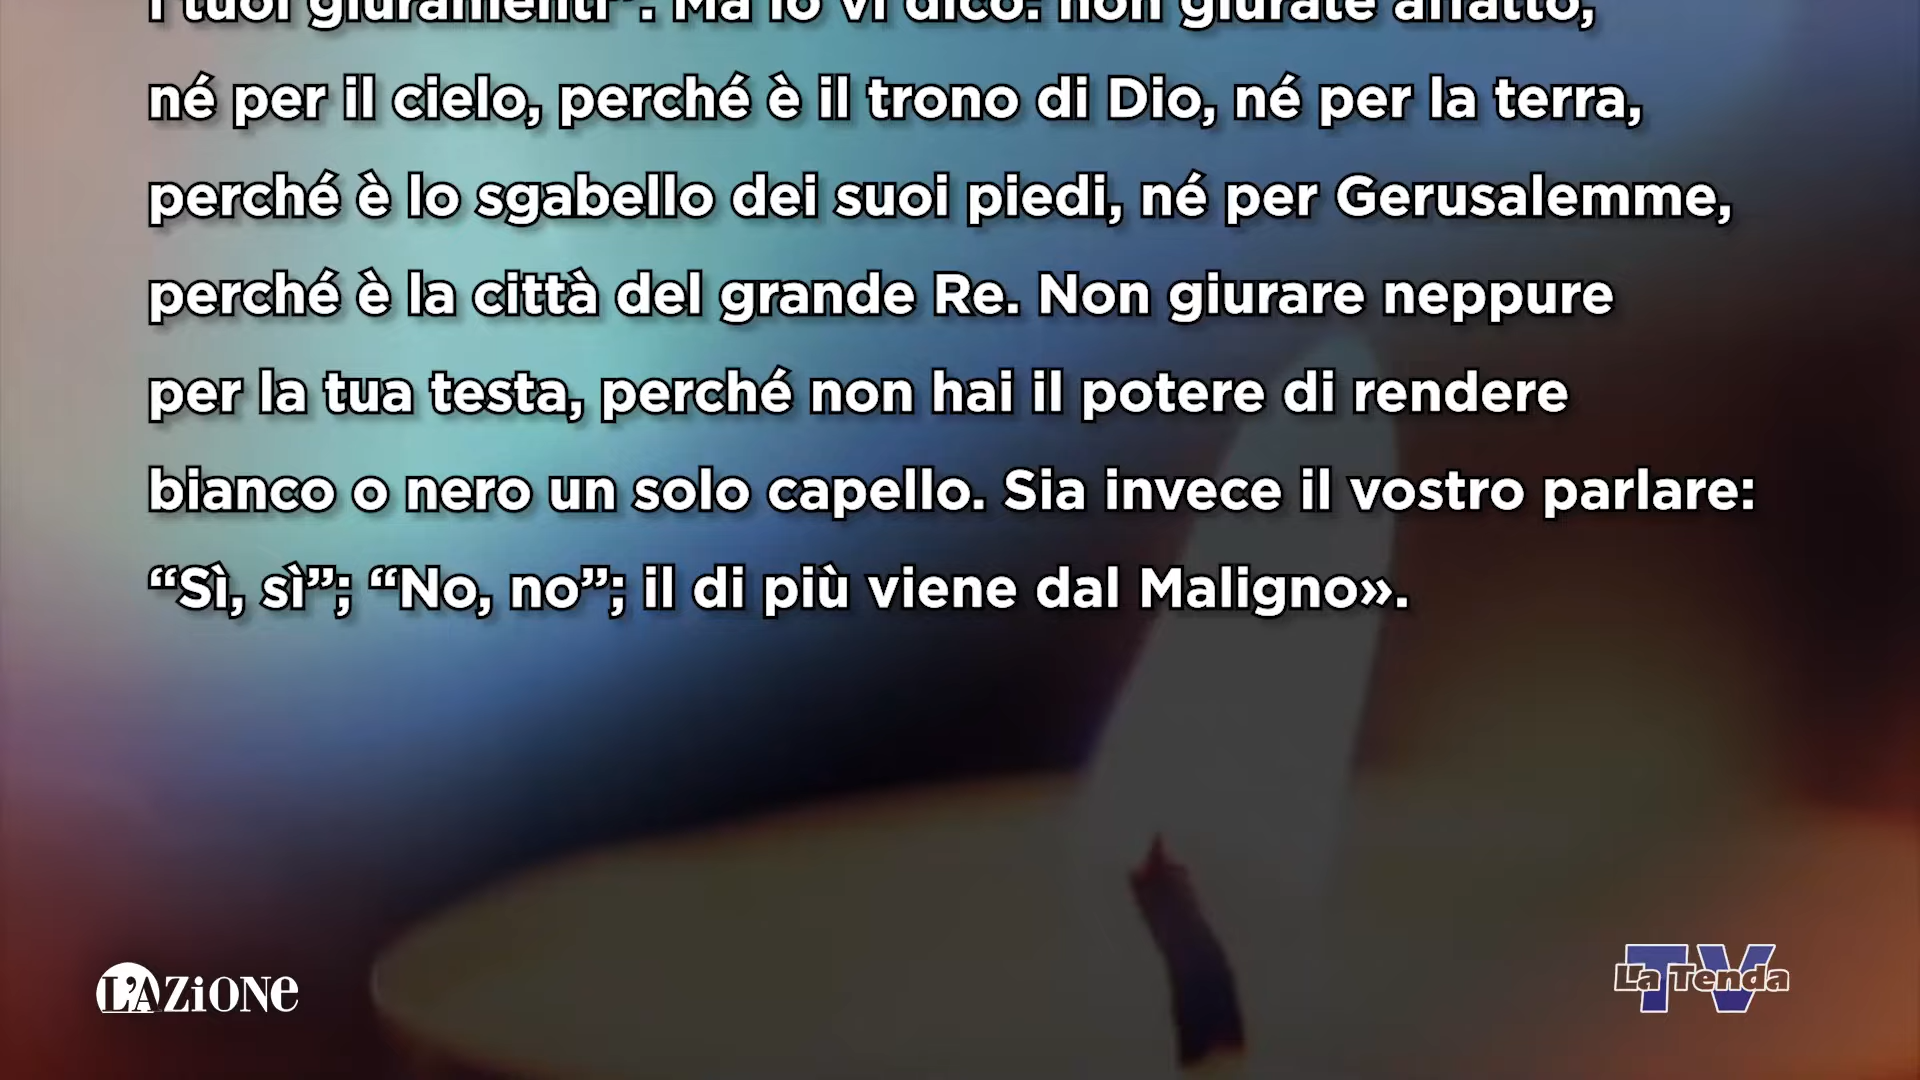 i tuoi giuramenti”. Ma io vi dico: non giurate affatto,
né per il cielo, perché è il trono di Dio, né per la terra,
perché è lo sgabello dei suoi piedi, né per Gerusalemme,
perché è la città del grande Re. Non giurare neppure
per la tua testa, perché non hai il potere di rendere
bianco o nero un solo capello. Sia invece il vostro parlare:
“Sì, sì”; “No, no”; il di più viene dal Maligno».
L'AZiONe
La Tenda
TV